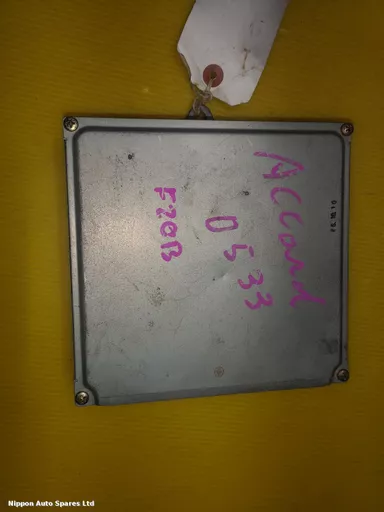 Accord
0533
F20B
Nippon Auto Spares Ltd